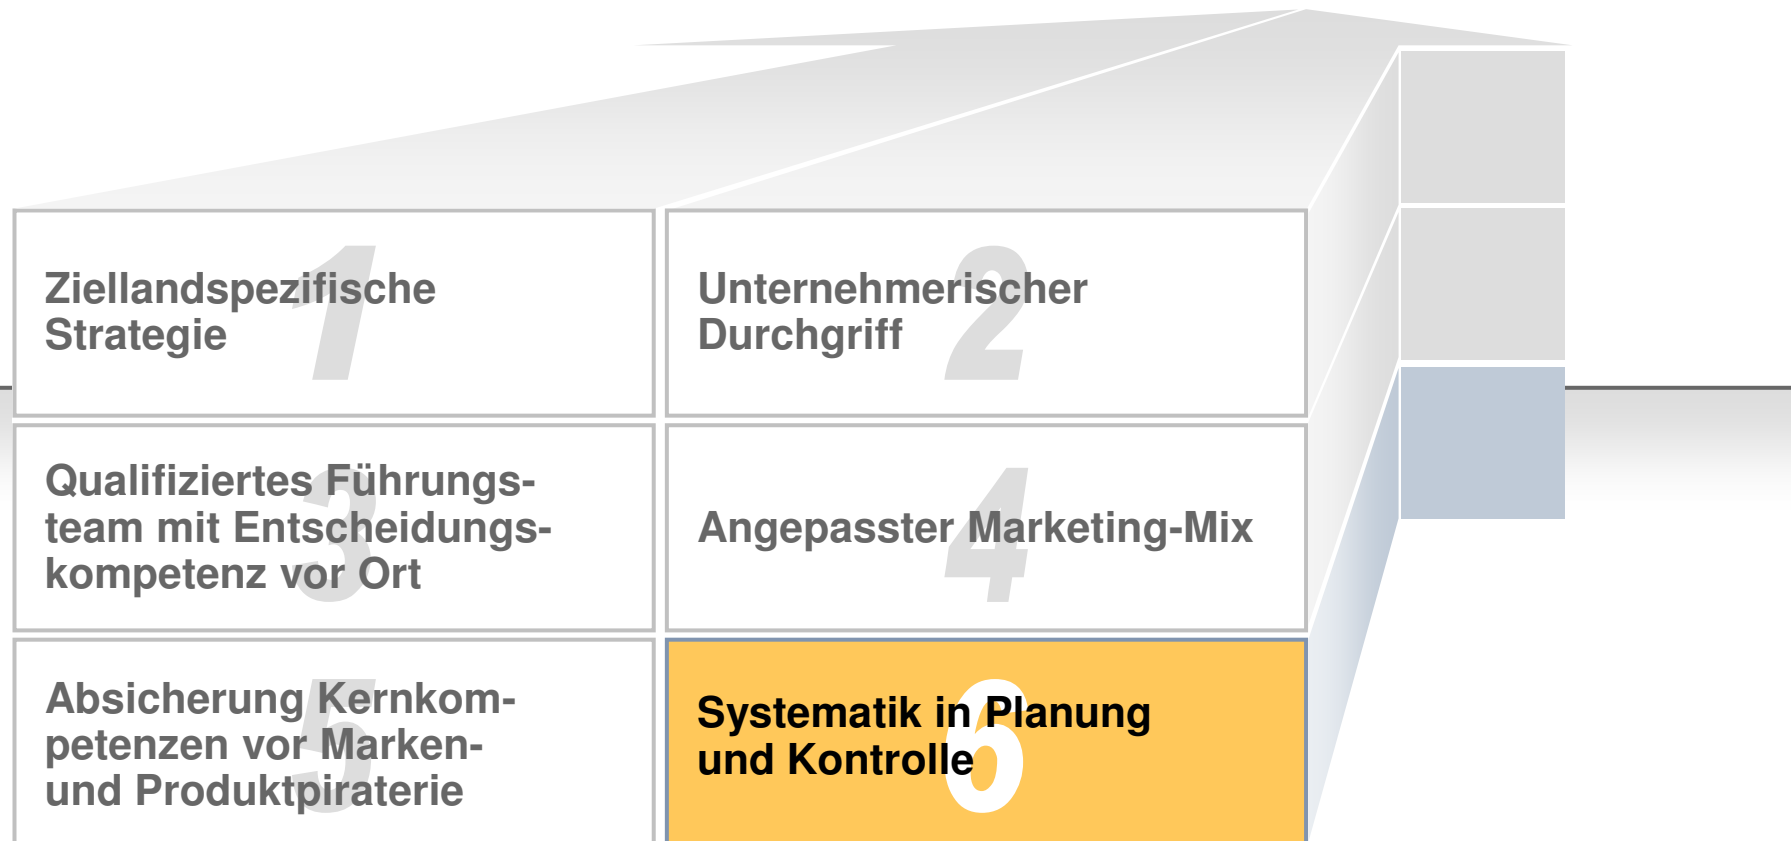 1
Ziellandspezifische
Strategie
2
Unternehmerischer
Durchgriff
3
Qualifiziertes Führungs-
team mit Entscheidungs-
kompetenz vor Ort
4
Angepasster Marketing-Mix
5
Absicherung Kernkom-
petenzen vor Marken-
und Produktpiraterie
6
Systematik in Planung
und Kontrolle